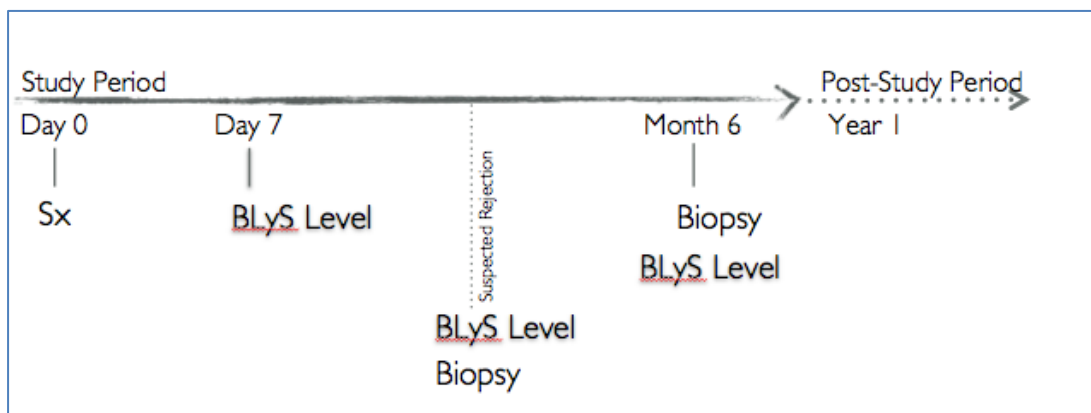 Study Period
Post-Study Period
Day 0
Day 7
Month 6
Year 1
Sx
BLyS Level
Suspected Rejection
Biopsy
BLyS Level
BLyS Level
Biopsy